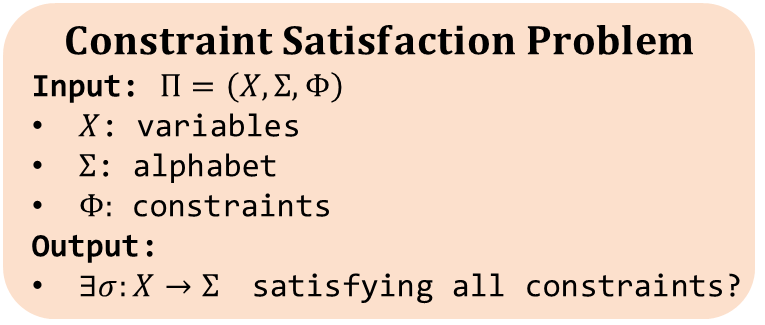 Constraint Satisfaction Problem
Input: Π = (X, Σ, Φ)
• X: variables
• Σ: alphabet
• Φ: constraints
Output:
• ∃σ: X → Σ satisfying all constraints?